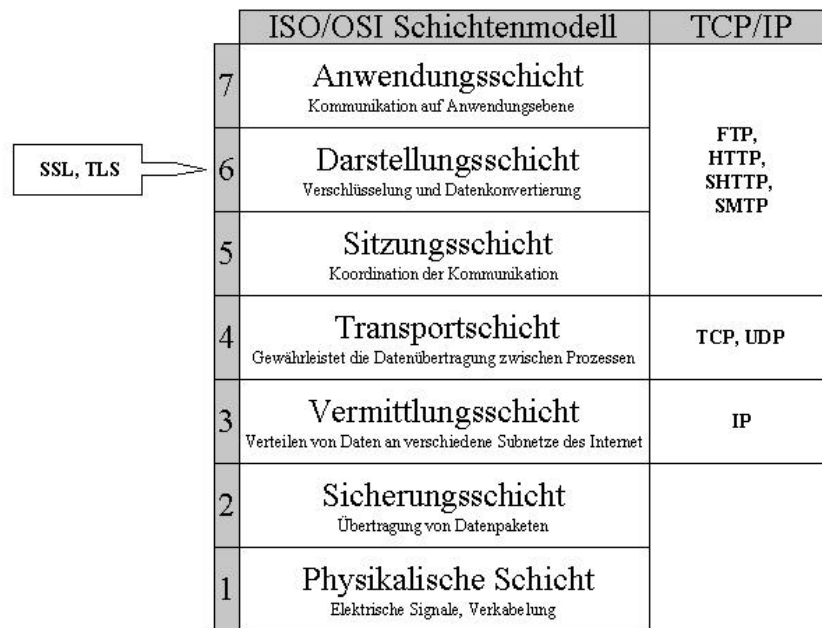 ISO/OSI Schichtenmodell
TCP/IP
7
Anwendungsschicht
Kommunikation auf Anwendungsebene
SSL, TLS
6
Darstellungsschicht
Verschlüsselung und Datenkonvertierung
FTP,
HTTP,
SHTTP,
SMTP
5
Sitzungsschicht
Koordination der Kommunikation
4
Transportschicht
Gewährleistet die Datenübertragung zwischen Prozessen
TCP, UDP
3
Vermittlungsschicht
Verteilen von Daten an verschiedene Subnetze des Internet
IP
2
Sicherungsschicht
Übertragung von Datenpaketen
1
Physikalische Schicht
Elektrische Signale, Verkabelung